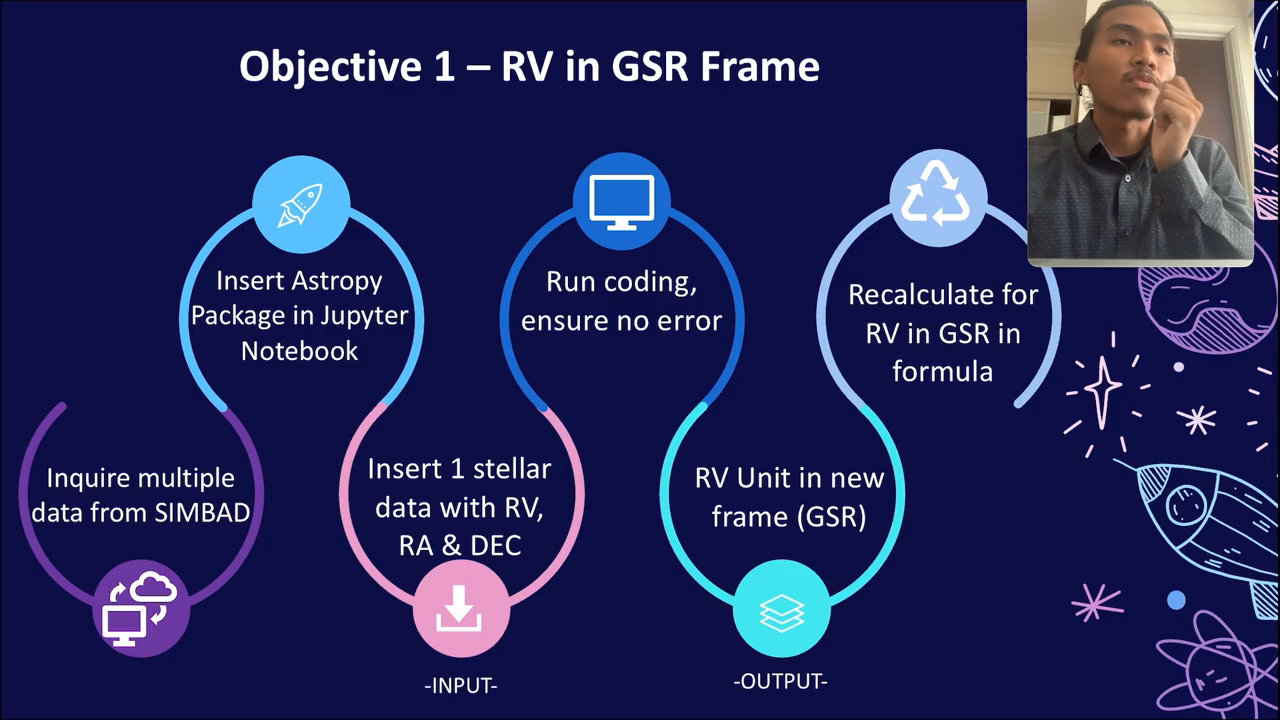 Objective 1 – RV in GSR Frame
Inquire multiple
data from SIMBAD
Insert Astropy
Package in Jupyter
Notebook
Insert 1 stellar
data with RV,
RA & DEC
-INPUT-
Run coding,
ensure no error
RV Unit in new
frame (GSR)
-OUTPUT-
Recalculate for
RV in GSR in
formula